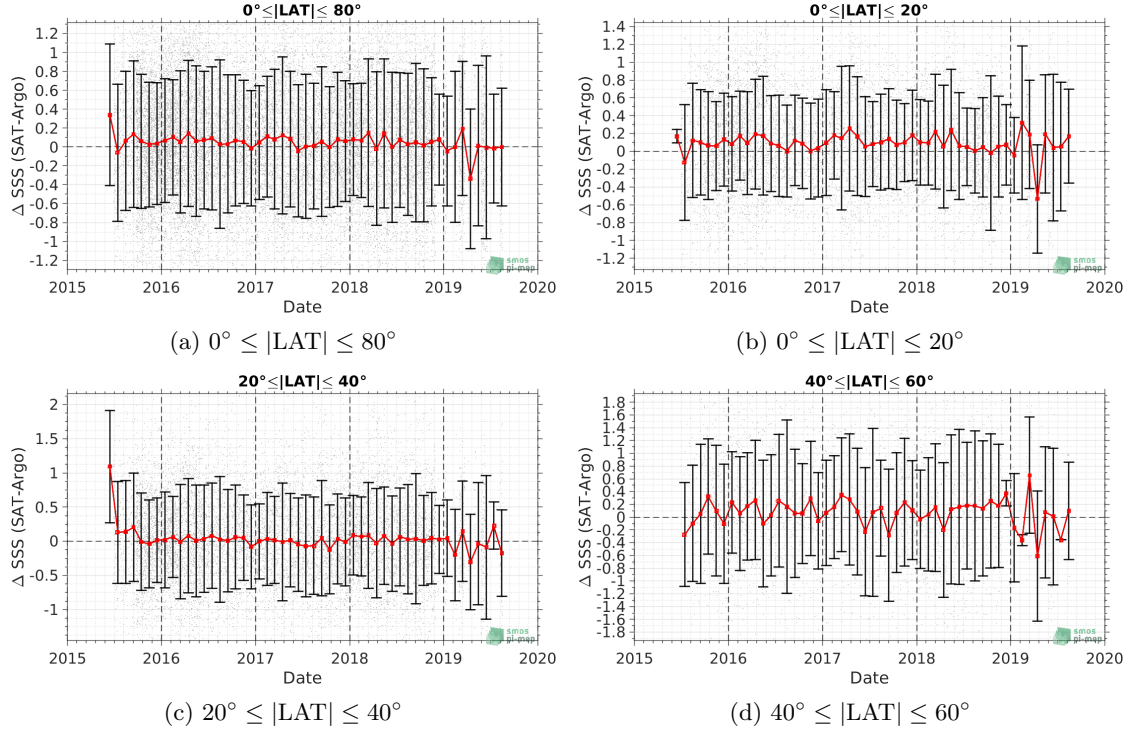 0°≤|LAT|≤ 80°
1.2
1
0.8
0.6
0.4
0.2
0
-0.2
-0.4
-0.6
-0.8
-1
-1.2
Δ SSS (SAT-Argo)
2015 2016 2017 2018 2019 2020
Date
smos
pi-mep
(a) 0° ≤ |LAT| ≤ 80°
0°≤|LAT|≤ 20°
1.4
1.2
1
0.8
0.6
0.4
0.2
0
-0.2
-0.4
-0.6
-0.8
-1
-1.2
Δ SSS (SAT-Argo)
2015 2016 2017 2018 2019 2020
Date
smos
pi-mep
(b) 0° ≤ |LAT| ≤ 20°
20°≤|LAT|≤ 40°
2
1.5
1
0.5
0
-0.5
-1
Δ SSS (SAT-Argo)
2015 2016 2017 2018 2019 2020
Date
smos
pi-mep
(c) 20° ≤ |LAT| ≤ 40°
40°≤|LAT|≤ 60°
1.8
1.6
1.4
1.2
1
0.8
0.6
0.4
0.2
0
-0.2
-0.4
-0.6
-0.8
-1
-1.2
-1.4
-1.6
-1.8
Δ SSS (SAT-Argo)
2015 2016 2017 2018 2019 2020
Date
smos
pi-mep
(d) 40° ≤ |LAT| ≤ 60°